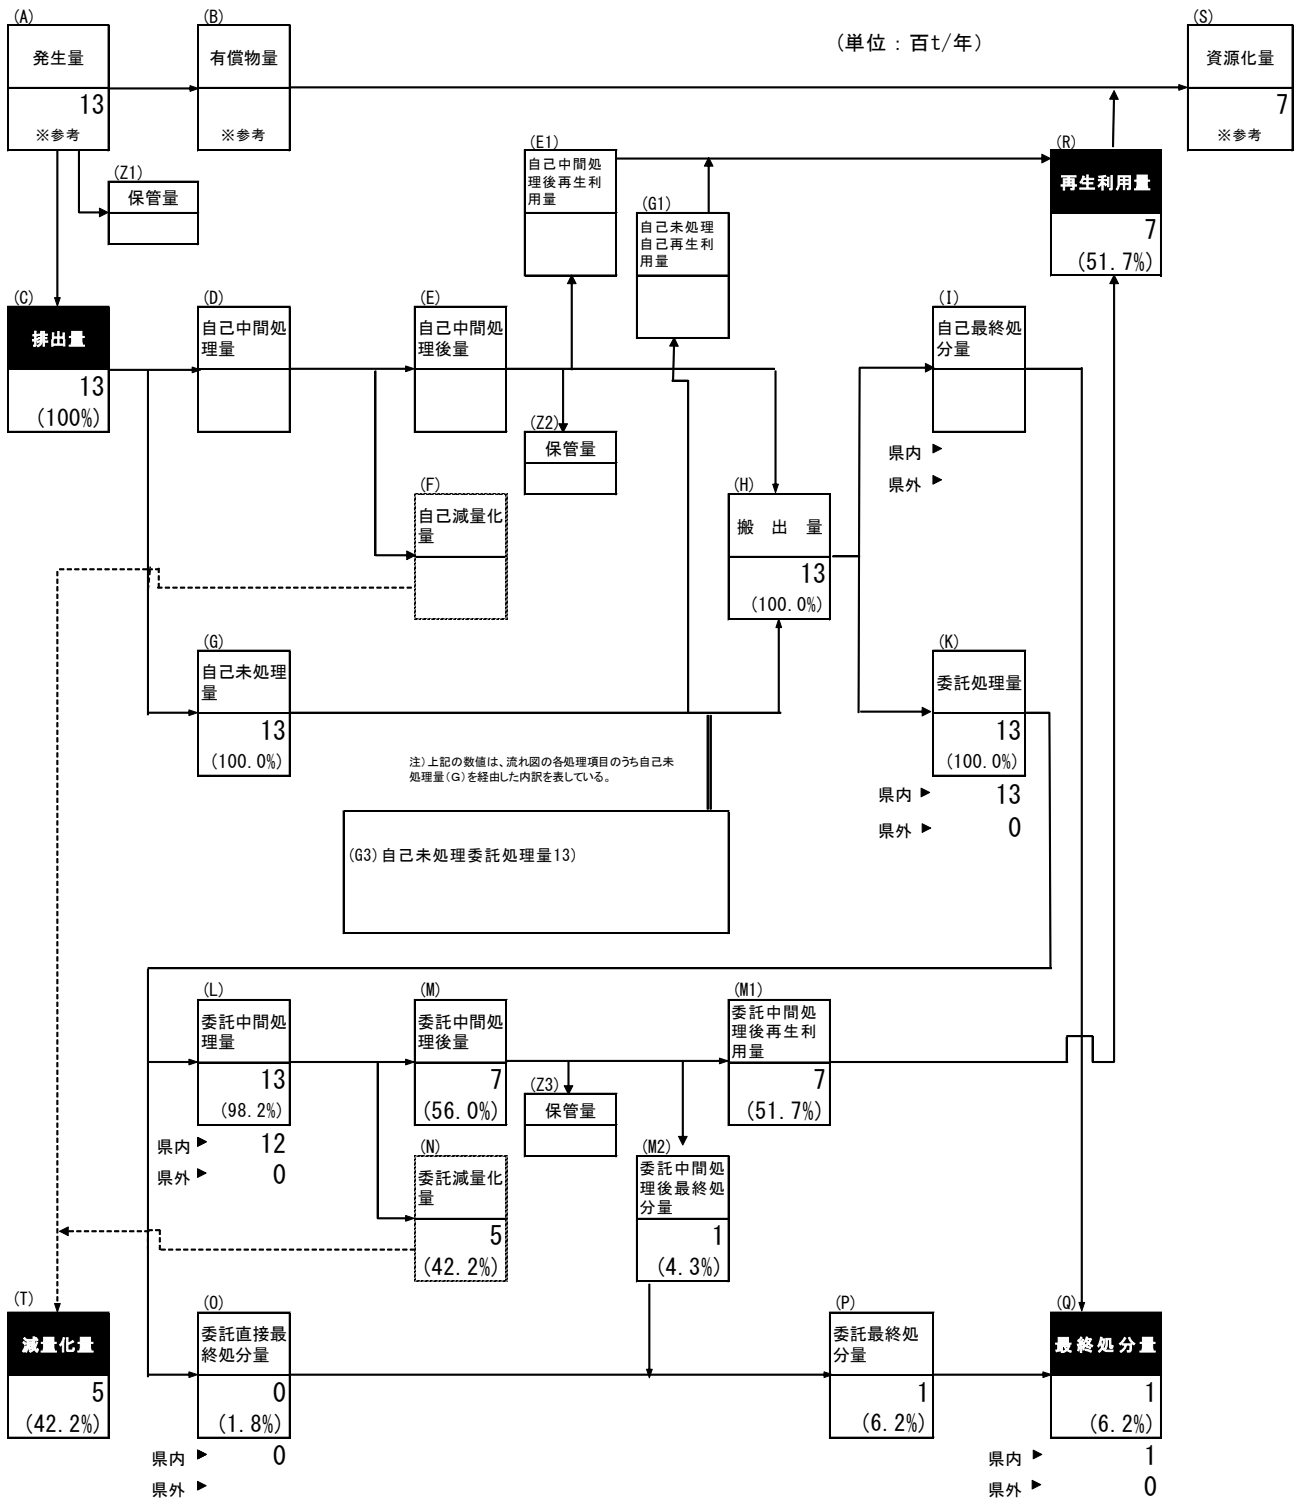 (A)
発生量
13
※参考
(B)
有償物量
※参考
(単位：百t/年)
(S)
資源化量
7
※参考
(Z1)
保管量
(E1)
自己中間処
理後再生利
用量
(G1)
自己未処理
自己再生利
用量
(R)
再生利用量
7
(51.7%)
(C)
排出量
13
(100%)
(D)
自己中間処
理量
(E)
自己中間処
理後量
(Z2)
保管量
(I)
自己最終処
分量
県内 ▶
県外 ▶
(F)
自己減量化
量
(H)
搬 出 量
13
(100.0%)
(G)
自己未処理
量
13
(100.0%)
(K)
委託処理量
13
(100.0%)
県内 ▶ 13
県外 ▶ 0
注)上記の数値は、流れ図の各処理項目のうち自己未
処理量(G)を経由した内訳を表している。
(G3)自己未処理委託処理量13)
(L)
委託中間処
理量
13
(98.2%)
県内 ▶ 12
県外 ▶ 0
(M)
委託中間処
理後量
7
(56.0%)
(Z3)
保管量
(M1)
委託中間処
理後再生利
用量
7
(51.7%)
(N)
委託減量化
量
5
(42.2%)
(M2)
委託中間処
理後最終処
分量
1
(4.3%)
(T)
減量化量
5
(42.2%)
(O)
委託直接最
終処分量
0
(1.8%)
県内 ▶ 0
県外 ▶
(P)
委託最終処
分量
1
(6.2%)
(Q)
最終処分量
1
(6.2%)
県内 ▶ 1
県外 ▶ 0